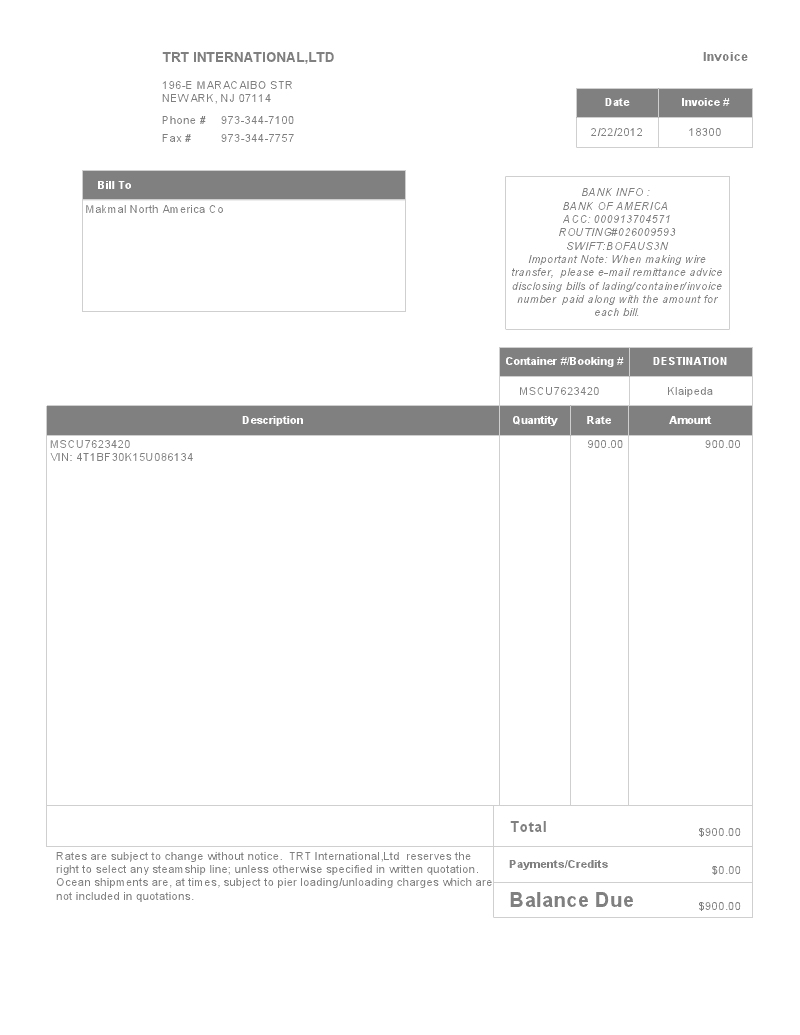 TRT INTERNATIONAL,LTD
Invoice
196-E MARACAIBO STR
NEWARK, NJ 07114
Phone # 973-344-7100
Fax # 973-344-7757
Date Invoice #
2/22/2012 18300
Bill To
Makmal North America Co
BANK INFO :
BANK OF AMERICA
ACC: 000913704571
ROUTING#026009593
SWIFT:BOFAUS3N
Important Note: When making wire
transfer, please e-mail remittance advice
disclosing bills of lading/container/invoice
number paid along with the amount for
each bill.
Container #/Booking # DESTINATION
MSCU7623420 Klaipeda
Description Quantity Rate Amount
MSCU7623420 900.00 900.00
VIN: 4T1BF30K15U086134
Total $900.00
Rates are subject to change without notice. TRT International,Ltd reserves the
right to select any steamship line; unless otherwise specified in written quotation.
Ocean shipments are, at times, subject to pier loading/unloading charges which are
not included in quotations.
Payments/Credits $0.00
Balance Due $900.00